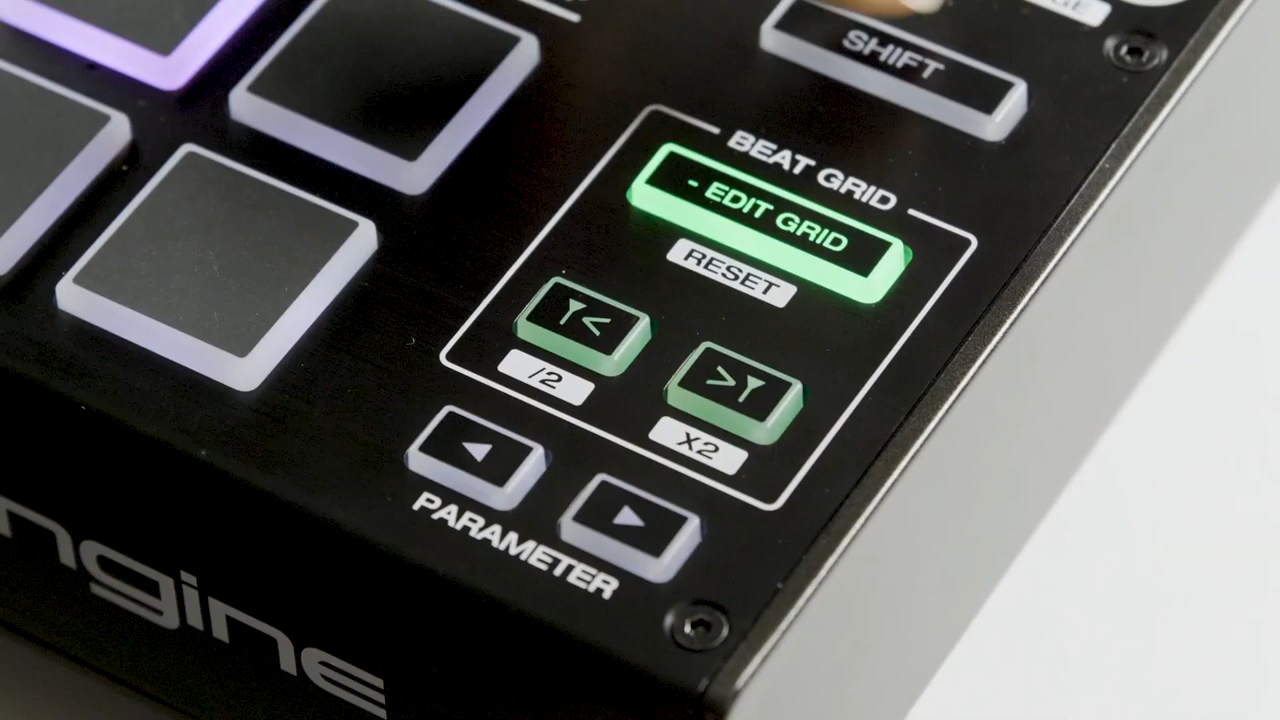 SHIFT
BEAT GRID
- EDIT GRID
RESET
<
/2
>
X2
PARAMETER
ngine